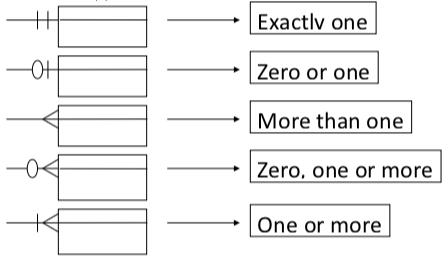 Exactly one
Zero or one
More than one
Zero, one or more
One or more